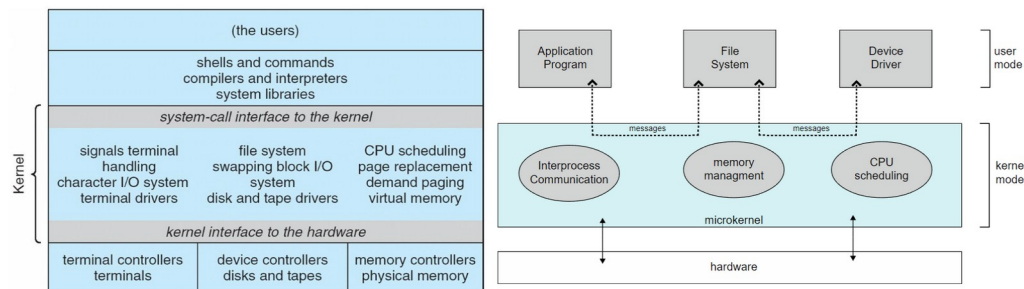 (the users)
shells and commands
compilers and interpreters
system libraries
Kernel
system-call interface to the kernel
signals terminal
handling
character I/O system
terminal drivers
file system
swapping block I/O
system
disk and tape drivers
CPU scheduling
page replacement
demand paging
virtual memory
kernel interface to the hardware
terminal controllers
terminals
device controllers
disks and tapes
memory controllers
physical memory
Application
Program
File
System
Device
Driver
user
mode
messages
messages
Interprocess
Communication
memory
managment
CPU
scheduling
kerne
mode
microkernel
hardware